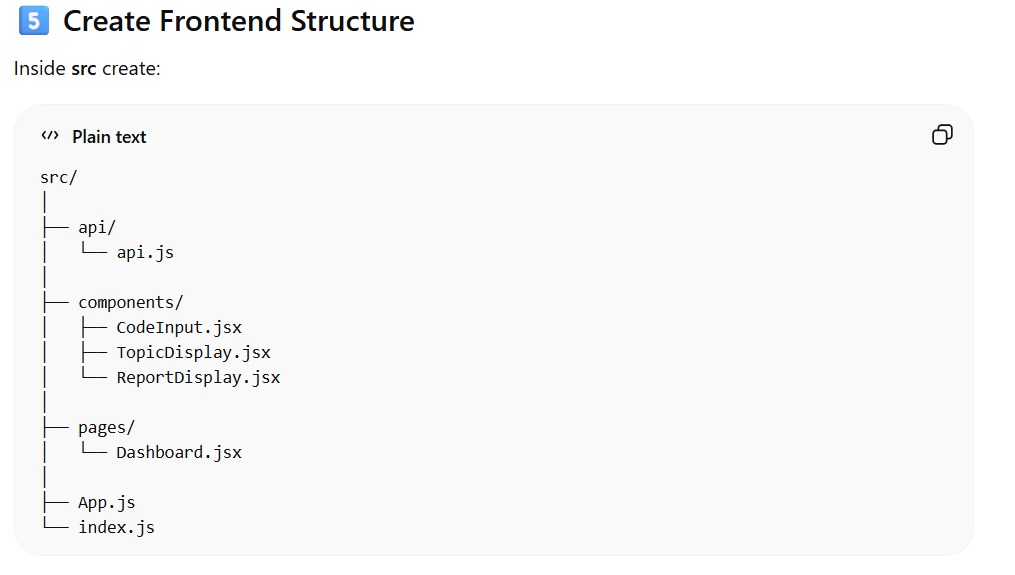 5 Create Frontend Structure
Inside src create:
</> Plain text
src/
│
├── api/
│   └── api.js
│
├── components/
│   ├── CodeInput.jsx
│   ├── TopicDisplay.jsx
│   └── ReportDisplay.jsx
│
├── pages/
│   └── Dashboard.jsx
│
├── App.js
└── index.js